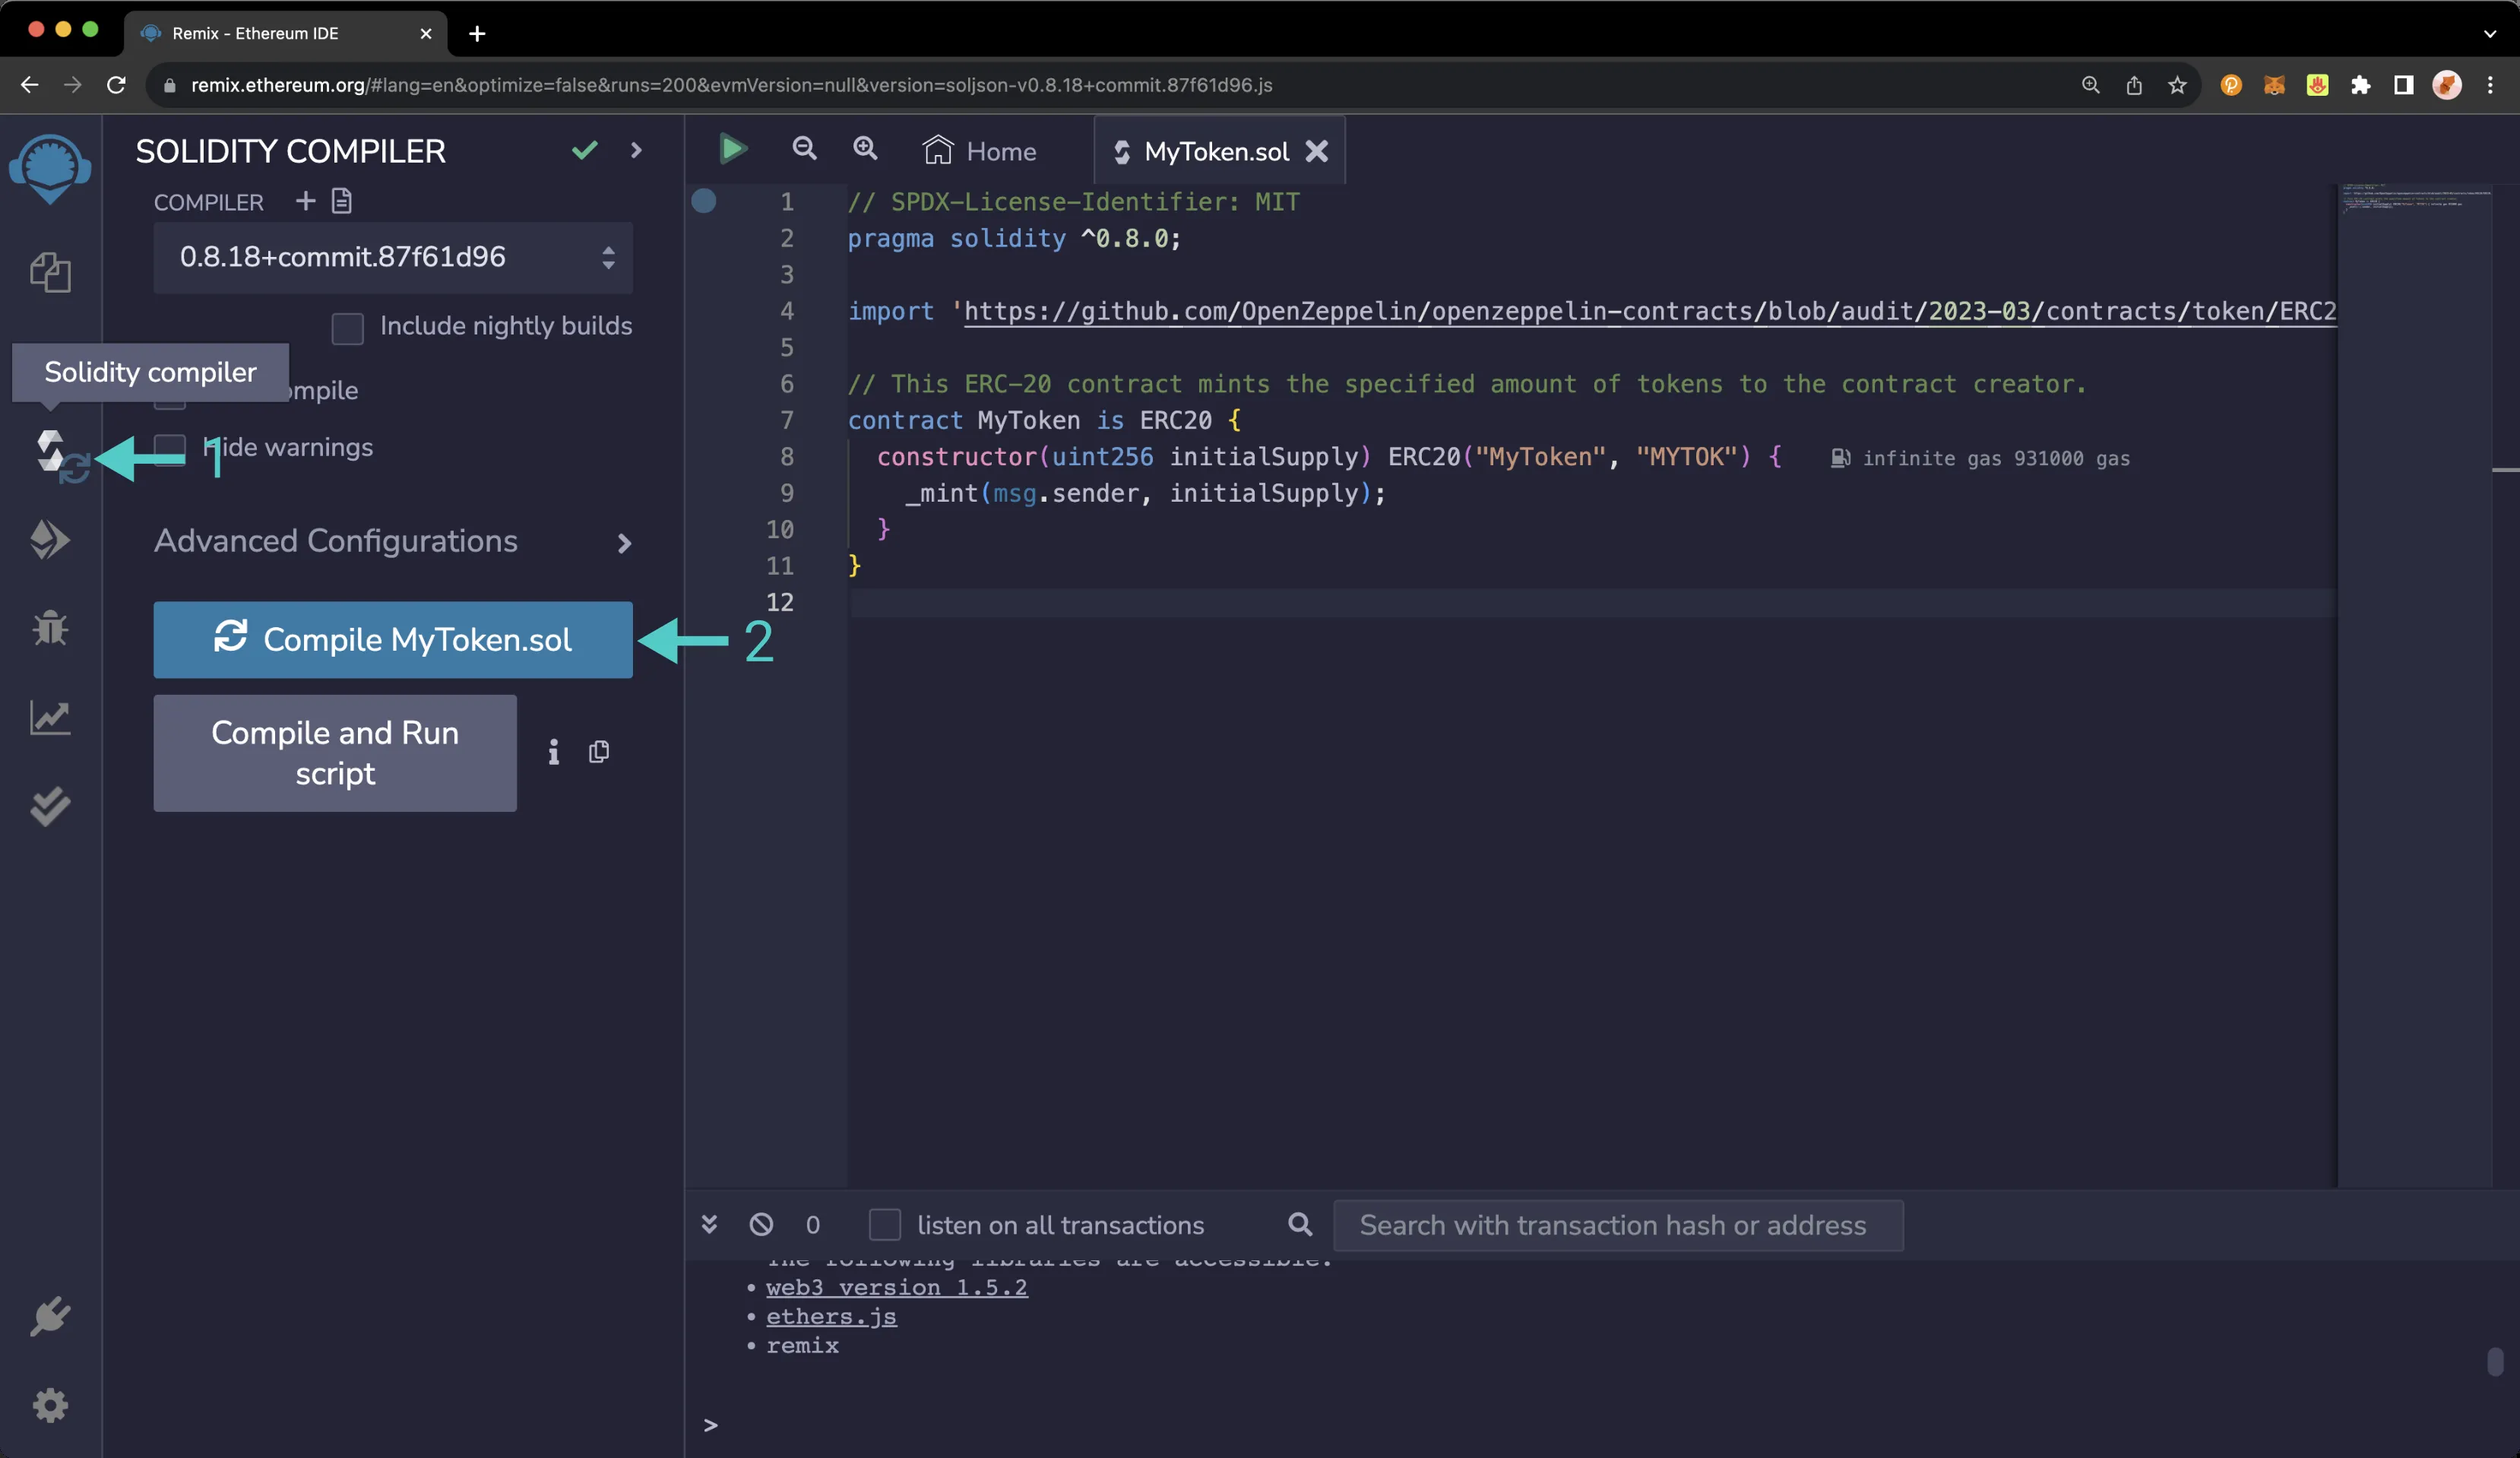 Remix - Ethereum IDE
remix.ethereum.org/#lang=en&optimize=false&runs=200&evmVersion=null&version=soljson-v0.8.18+commit.87f61d96.js
SOLIDITY COMPILER
COMPILER
0.8.18+commit.87f61d96
Include nightly builds
Solidity compiler
ompile
Hide warnings
1
Advanced Configurations
Compile MyToken.sol
2
Compile and Run
script
Home
MyToken.sol
1 // SPDX-License-Identifier: MIT
2 pragma solidity ^0.8.0;
3
4 import 'https://github.com/OpenZeppelin/openzeppelin-contracts/blob/audit/2023-03/contracts/token/ERC2
5
6 // This ERC-20 contract mints the specified amount of tokens to the contract creator.
7 contract MyToken is ERC20 {
8 constructor(uint256 initialSupply) ERC20("MyToken", "MYTOK") { infinite gas 931000 gas
9 _mint(msg.sender, initialSupply);
10 }
11 }
12
0
listen on all transactions
Search with transaction hash or address
The following libraries are accessible:
• web3 version 1.5.2
• ethers.js
• remix
>